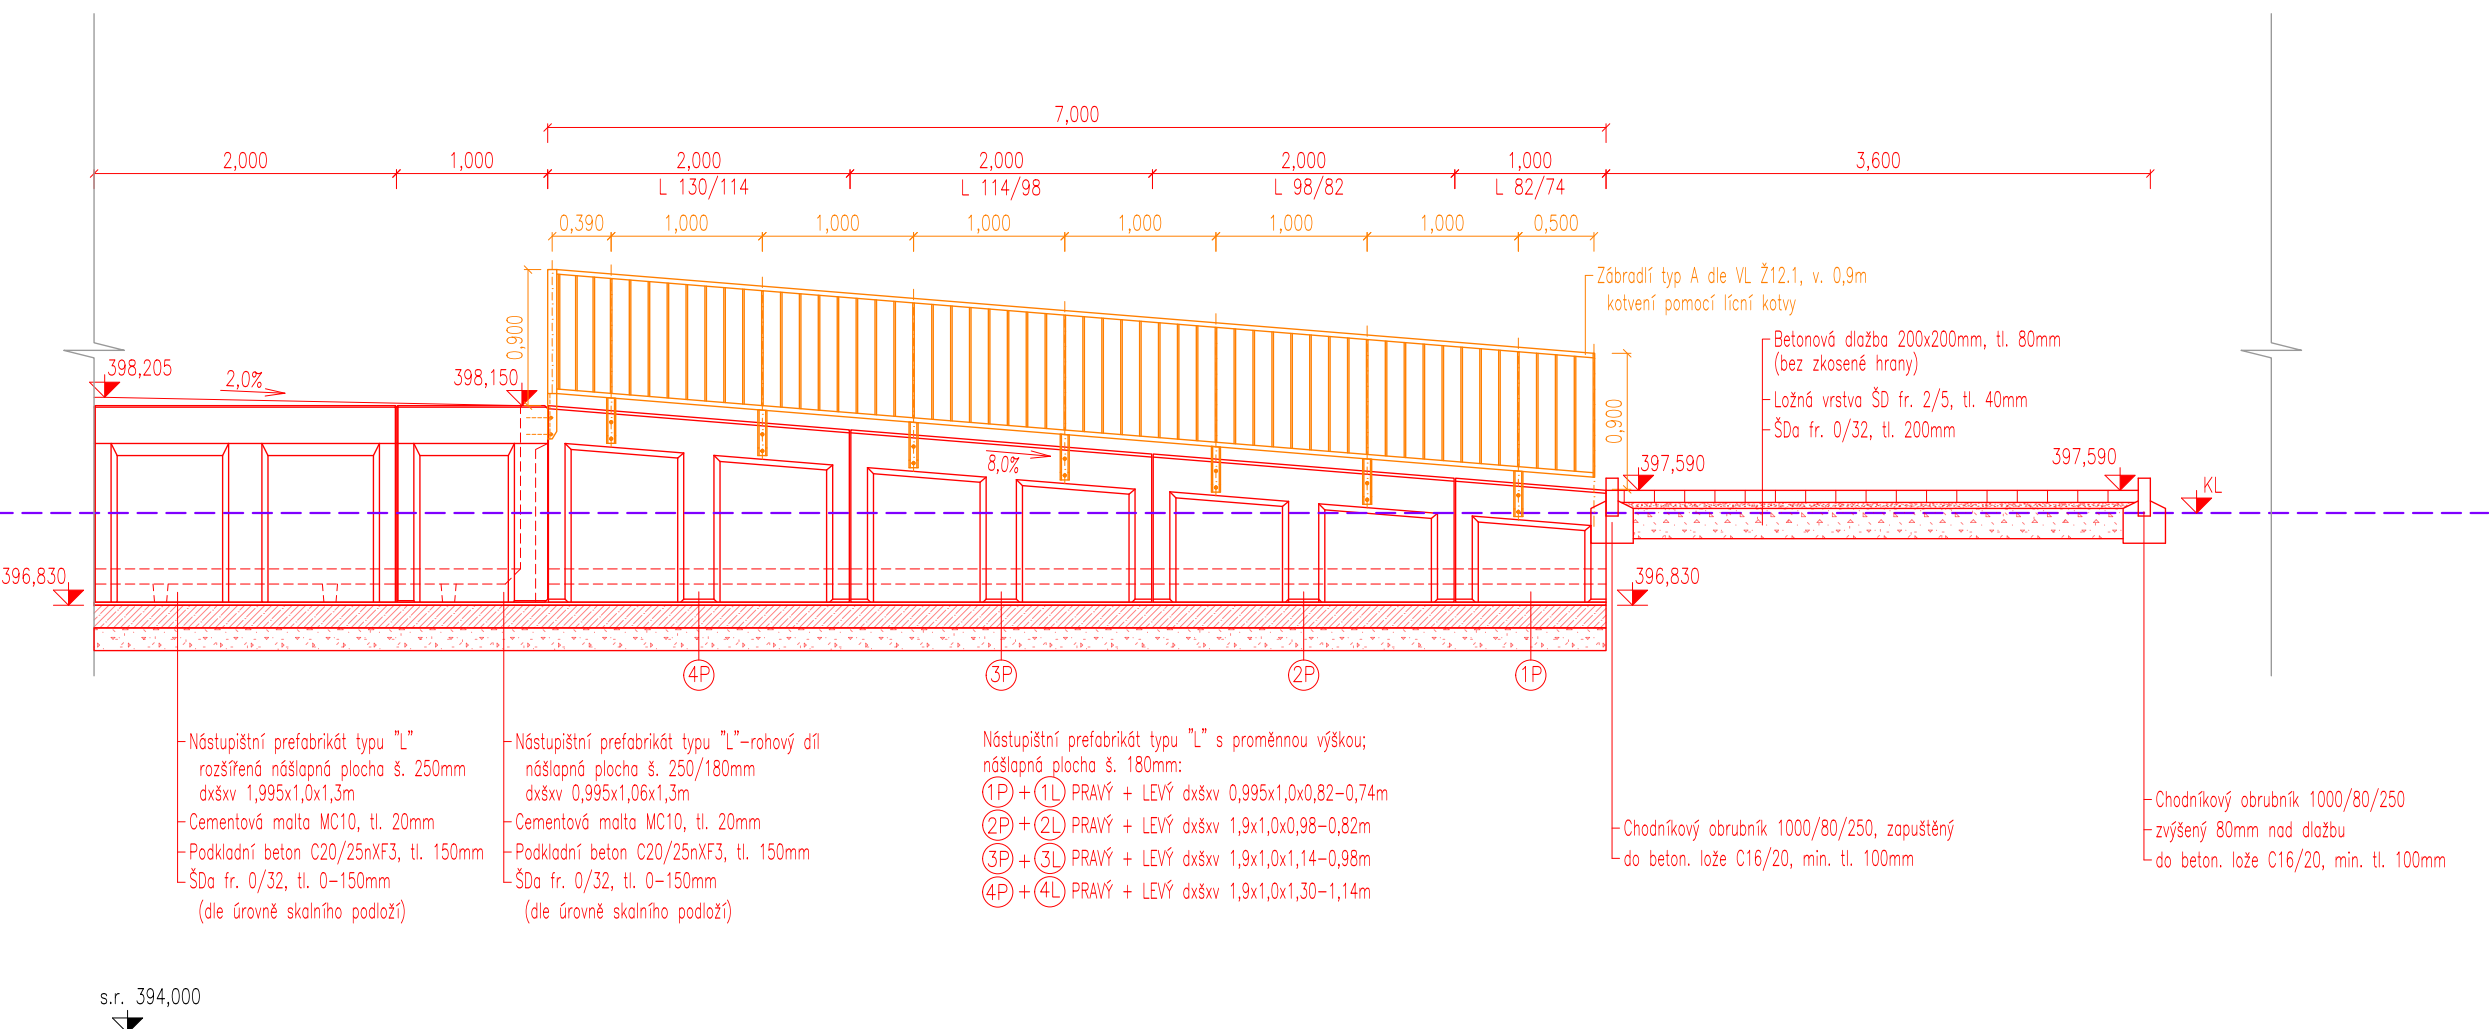 7,000
2,000 1,000 2,000 2,000 2,000 1,000 3,600
L 130/114 L 114/98 L 98/82 L 82/74
0,390 1,000 1,000 1,000 1,000 1,000 1,000 0,500
Zábradlí typ A dle VL Ž12.1, v. 0,9m
kotvení pomocí lícní kotvy
0,900
Betonová dlažba 200x200mm, tl. 80mm
(bez zkosené hrany)
398,205
2,0%
398,150
Ložná vrstva ŠD fr. 2/5, tl. 40mm
0,900
ŠDa fr. 0/32, tl. 200mm
8,0%
397,590
397,590
KL
396,830
396,830
4P 3P 2P 1P
Nástupištní prefabrikát typu "L"
rozšířená nášlapná plocha š. 250mm
dxšxv 1,995x1,0x1,3m
Cementová malta MC10, tl. 20mm
Podkladní beton C20/25nXF3, tl. 150mm
ŠDa fr. 0/32, tl. 0-150mm
(dle úrovně skalního podloží)
Nástupištní prefabrikát typu "L"-rohový díl
nášlapná plocha š. 250/180mm
dxšxv 0,995x1,06x1,3m
Cementová malta MC10, tl. 20mm
Podkladní beton C20/25nXF3, tl. 150mm
ŠDa fr. 0/32, tl. 0-150mm
(dle úrovně skalního podloží)
Nástupištní prefabrikát typu "L" s proměnnou výškou;
nášlapná plocha š. 180mm:
1P + 1L PRAVÝ + LEVÝ dxšxv 0,995x1,0x0,82-0,74m
2P + 2L PRAVÝ + LEVÝ dxšxv 1,9x1,0x0,98-0,82m
3P + 3L PRAVÝ + LEVÝ dxšxv 1,9x1,0x1,14-0,98m
4P + 4L PRAVÝ + LEVÝ dxšxv 1,9x1,0x1,30-1,14m
Chodníkový obrubník 1000/80/250, zapuštěný
do beton. lože C16/20, min. tl. 100mm
Chodníkový obrubník 1000/80/250
zvýšený 80mm nad dlažbu
do beton. lože C16/20, min. tl. 100mm
s.r. 394,000